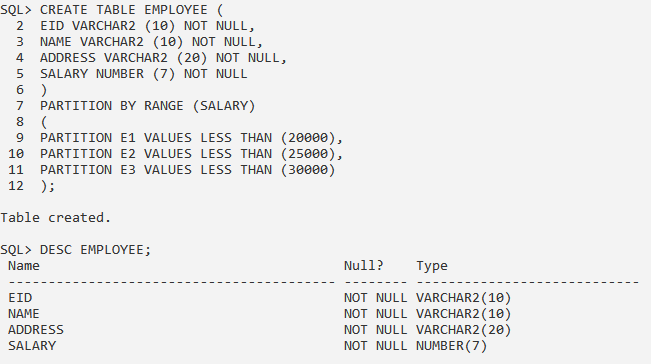 SQL> CREATE TABLE EMPLOYEE (
  2  EID VARCHAR2 (10) NOT NULL,
  3  NAME VARCHAR2 (10) NOT NULL,
  4  ADDRESS VARCHAR2 (20) NOT NULL,
  5  SALARY NUMBER (7) NOT NULL
  6  )
  7  PARTITION BY RANGE (SALARY)
  8  (
  9  PARTITION E1 VALUES LESS THAN (20000),
 10  PARTITION E2 VALUES LESS THAN (25000),
 11  PARTITION E3 VALUES LESS THAN (30000)
 12  );
Table created.
SQL> DESC EMPLOYEE;
 Name                                      Null?    Type
 ----------------------------------------- -------- ----------------------------
 EID                                       NOT NULL VARCHAR2(10)
 NAME                                      NOT NULL VARCHAR2(10)
 ADDRESS                                   NOT NULL VARCHAR2(20)
 SALARY                                    NOT NULL NUMBER(7)